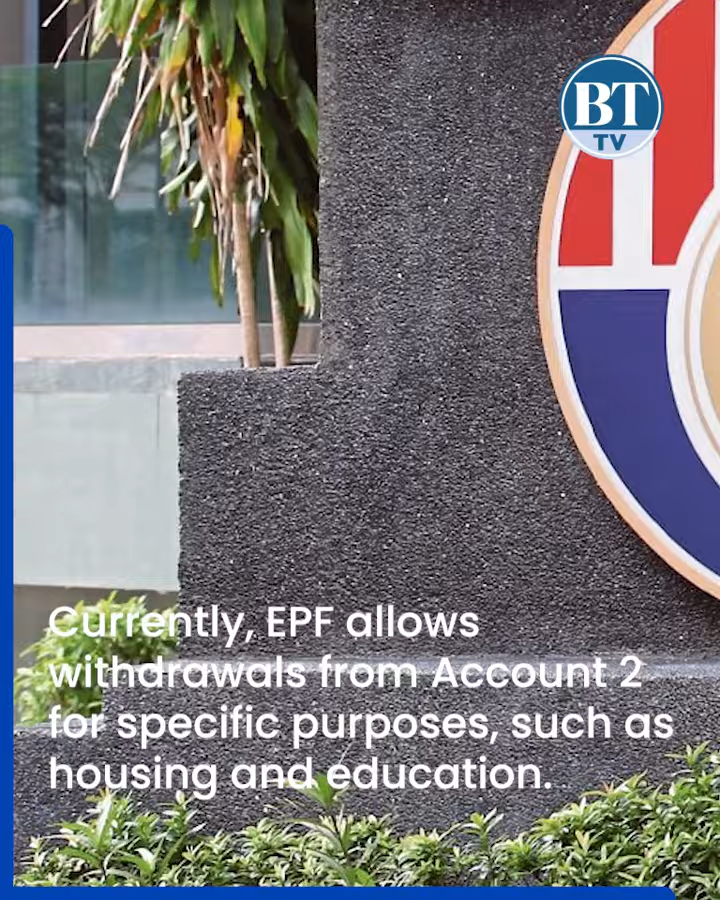 BT
TV
Currently, EPF allows
withdrawals from Account 2
for specific purposes, such as
housing and education.